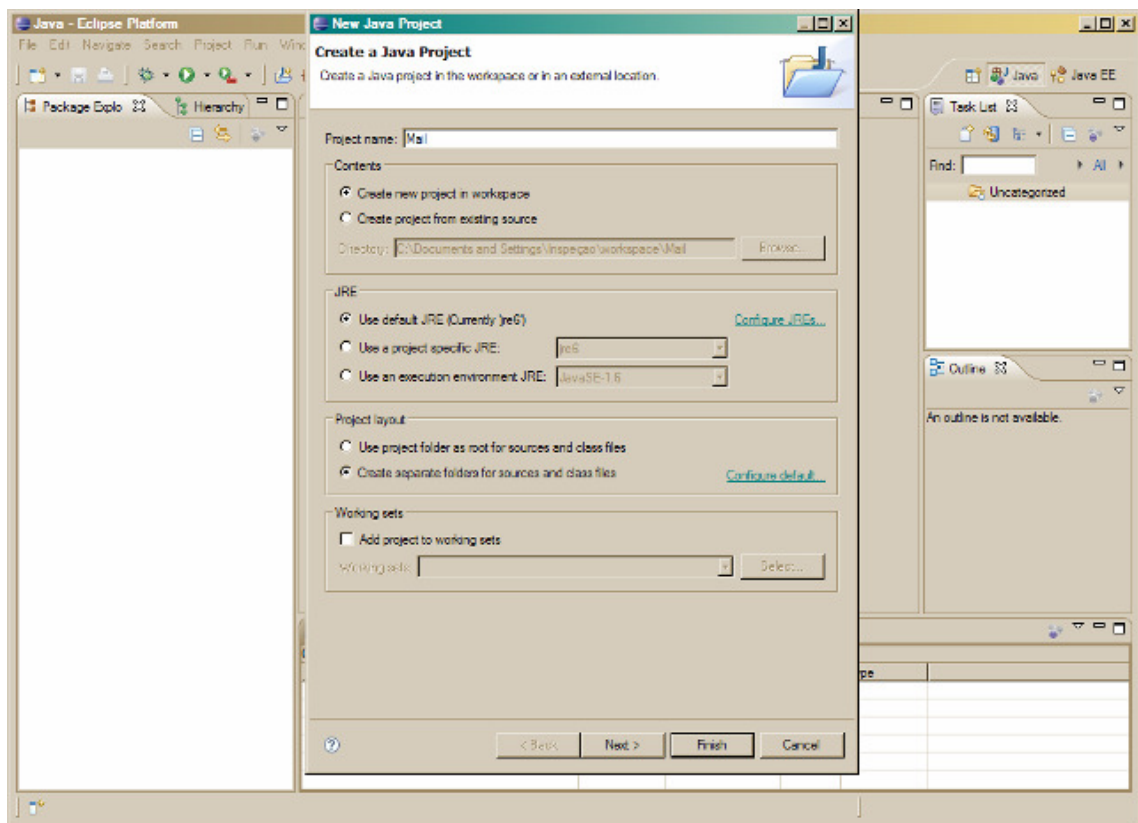 Java - Eclipse Platform
File Edit Navigate Search Project Run Wind
Java Java EE
Package Explo Hierarchy
New Java Project
Create a Java Project
Create a Java project in the workspace or in an external location.
Project name: Mail
Contents
Create new project in workspace
Create project from existing source
Directory: C:\Documents and Settings\Inspeçao\workspace\Mail Browse...
JRE
Use default JRE (Currently 'jre6') Configure JREs...
Use a project specific JRE: jre6
Use an execution environment JRE: JavaSE-1.6
Project layout
Use project folder as root for sources and class files
Create separate folders for sources and class files Configure default...
Working sets
Add project to working sets
Working sets: Select...
< Back Next > Finish Cancel
Task List
Find: All
Uncategorized
Outline
An outline is not available.
pe